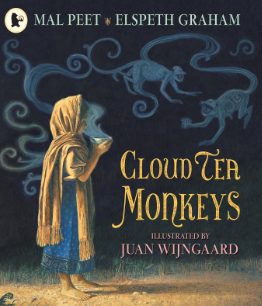 MAL PEET ELSPETH GRAHAM
CLOUD TEA
MONKEYS
ILLUSTRATED BY
JUAN WIJNGAARD